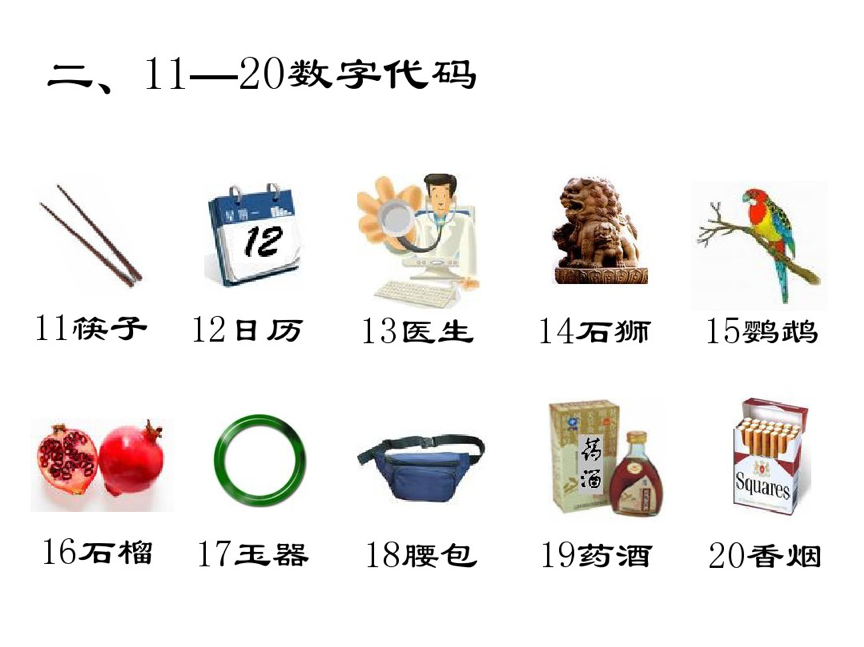 二、11—20数字代码
星期一
12
11筷子
12日历
13医生
14石狮
15鹦鹉
药酒
Squares
16石榴
17玉器
18腰包
19药酒
20香烟